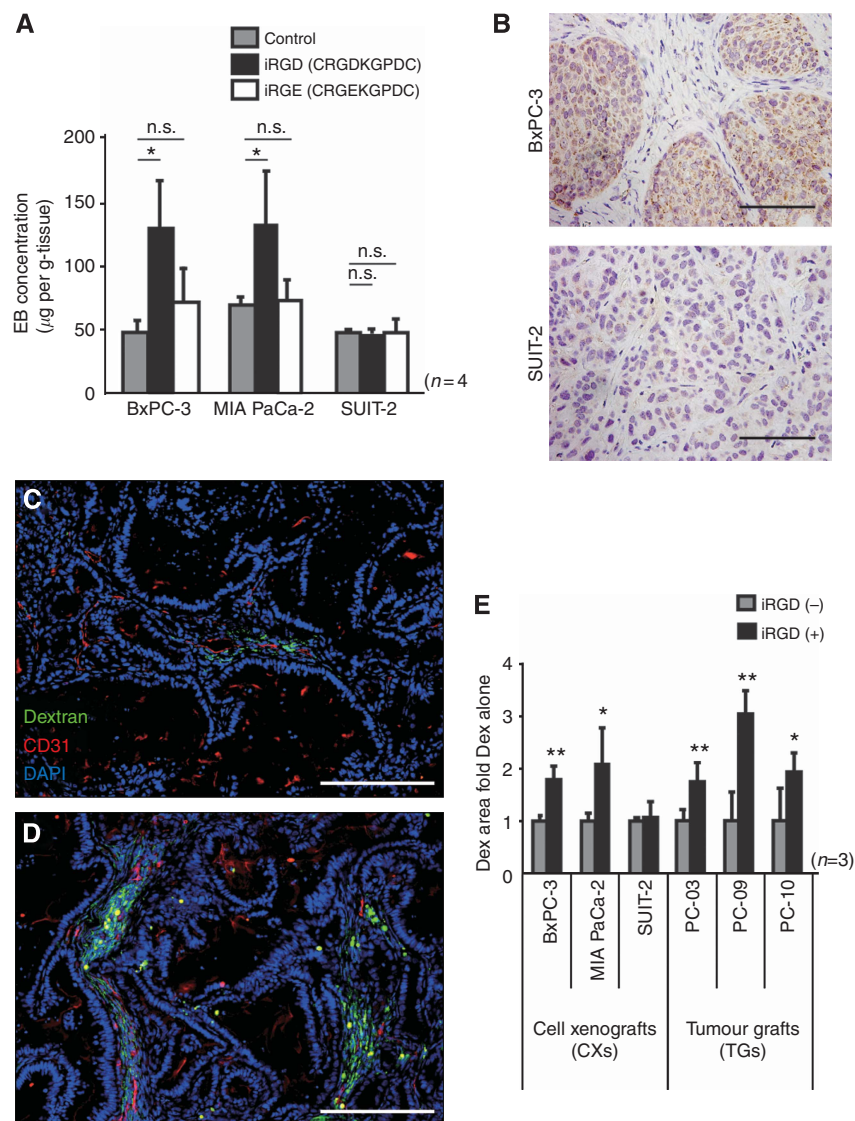 A
Control
iRGD (CRGDKGPDC)
iRGE (CRGEKGPDC)
200
150
100
50
0
EB concentration
(µg per g-tissue)
n.s.
*
n.s.
*
n.s.
n.s.
BxPC-3 MIA PaCa-2 SUIT-2
(n=4
B
BxPC-3
SUIT-2
C
Dextran
CD31
DAPI
D
E
iRGD (–)
iRGD (+)
4
3
2
1
0
Dex area fold Dex alone
**
*
**
**
*
(n=3)
BxPC-3
MIA PaCa-2
SUIT-2
PC-03
PC-09
PC-10
Cell xenografts
(CXs)
Tumour grafts
(TGs)